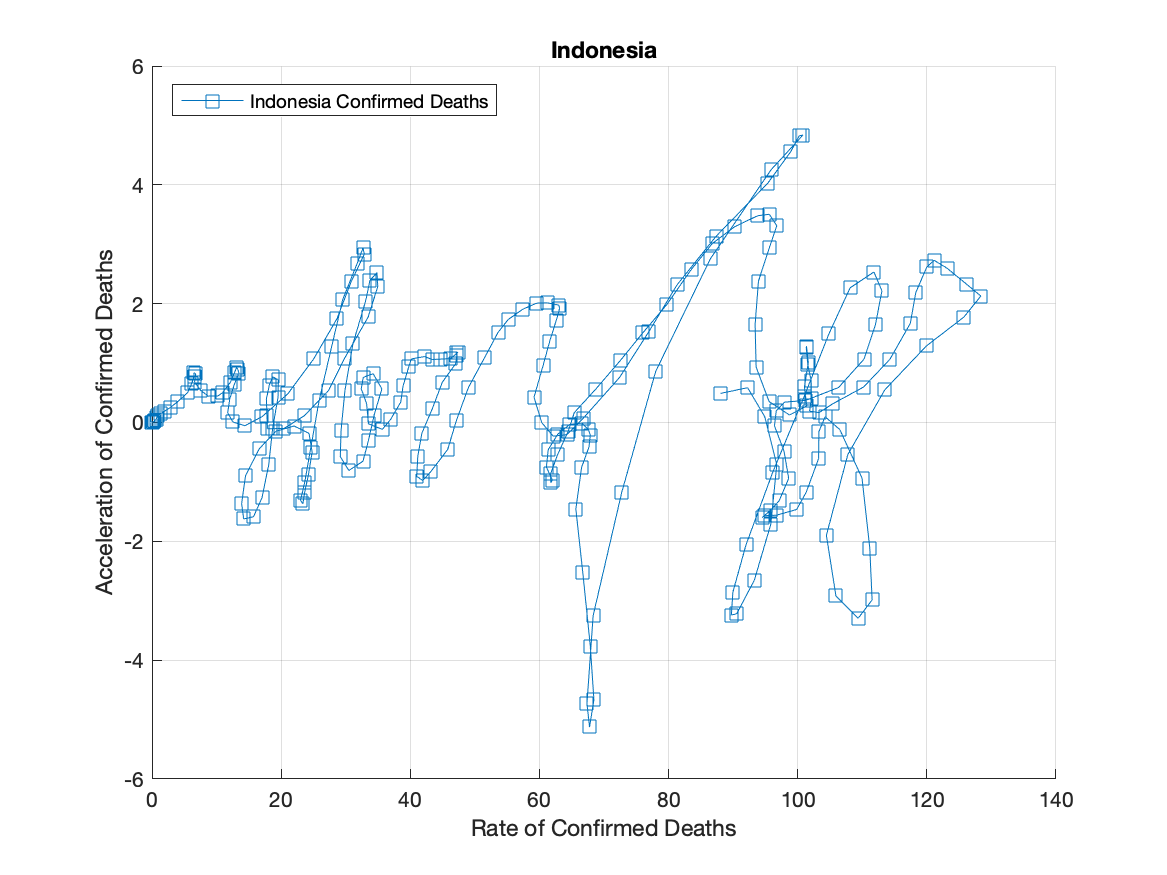 Indonesia
6
Indonesia Confirmed Deaths
4
2
0
-2
-4
-6
Acceleration of Confirmed Deaths
0 20 40 60 80 100 120 140
Rate of Confirmed Deaths